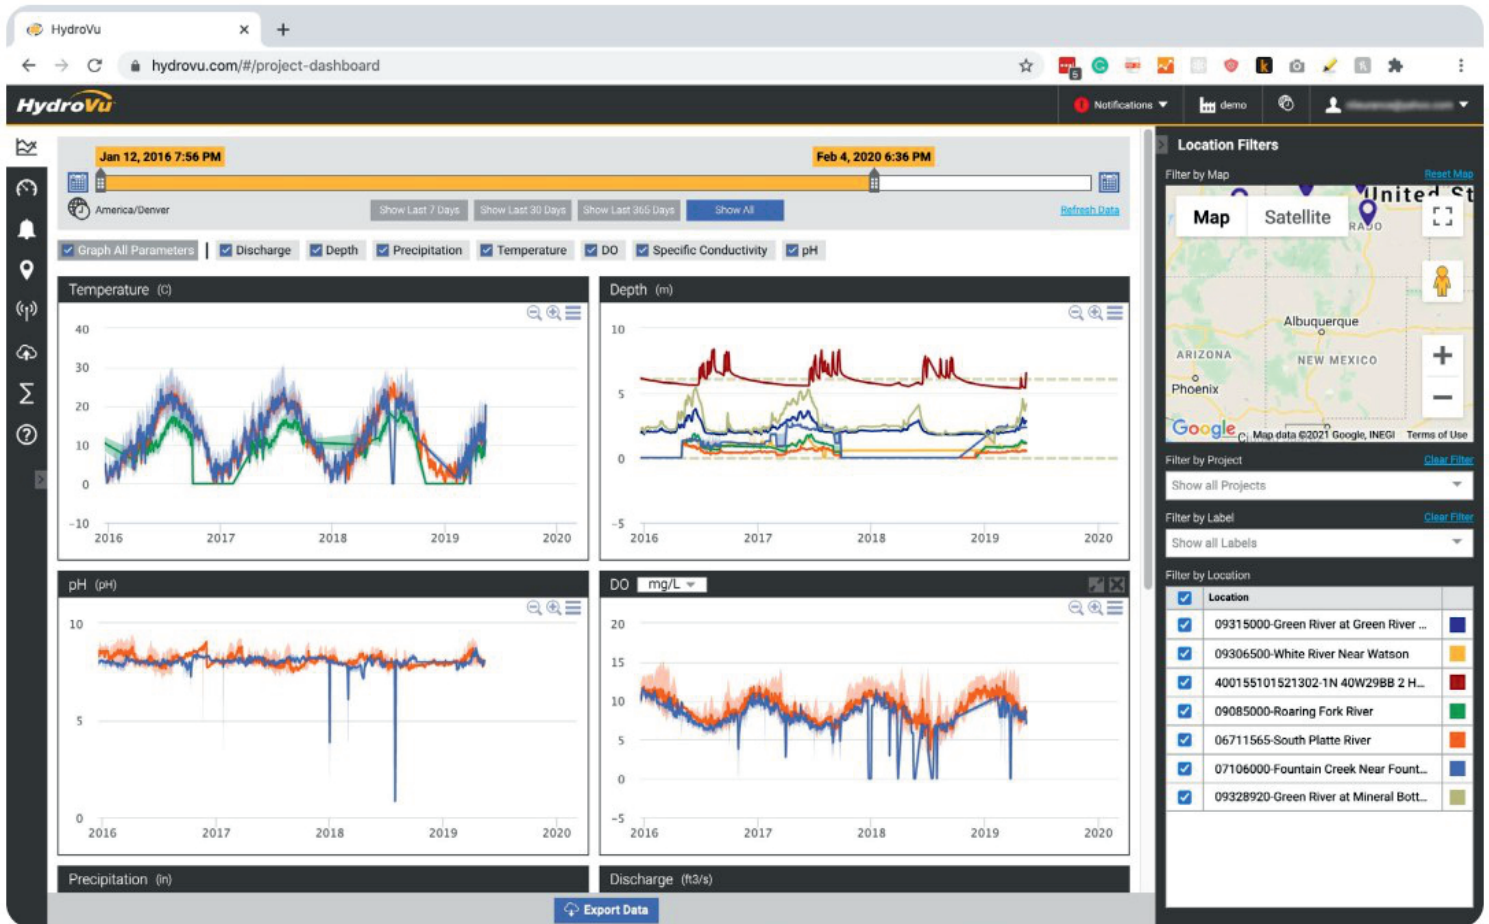 HydroVu
hydrovu.com/#/project-dashboard
5
HydroVu
Notifications
demo
Jan 12, 2016 7:56 PM
Feb 4, 2020 6:36 PM
America/Denver
Show Last 7 Days
Show Last 30 Days
Show Last 365 Days
Show All
Refresh Data
Graph All Parameters
Discharge
Depth
Precipitation
Temperature
DO
Specific Conductivity
pH
Temperature (C)
40
30
20
10
0
-10
2016 2017 2018 2019 2020
Depth (m)
10
5
0
-5
2016 2017 2018 2019 2020
pH (pH)
10
5
0
2016 2017 2018 2019 2020
DO mg/L
20
15
10
5
0
-5
2016 2017 2018 2019 2020
Precipitation (in)
Discharge (ft3/s)
Export Data
Location Filters
Filter by Map
Reset Map
United St
Map
Satellite
RADO
Albuquerque
ARIZONA
NEW MEXICO
Phoenix
Google
Map data ©2021 Google, INEGI
Terms of Use
Filter by Project
Clear Filter
Show all Projects
Filter by Label
Clear Filter
Show all Labels
Filter by Location
Location
09315000-Green River at Green River ...
09306500-White River Near Watson
400155101521302-1N 40W29BB 2 H...
09085000-Roaring Fork River
06711565-South Platte River
07106000-Fountain Creek Near Fount...
09328920-Green River at Mineral Bott...